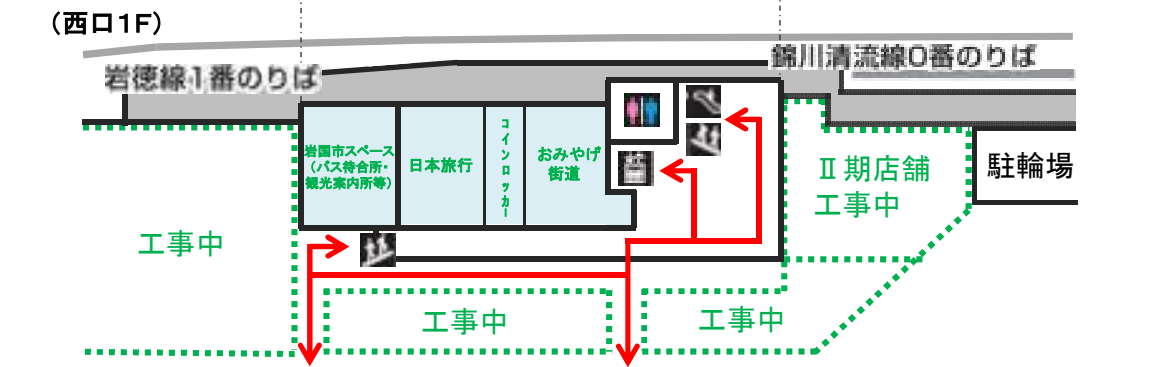 （西口１Ｆ）
岩徳線1番のりば
錦川清流線0番のりば
岩国市スペース
（バス待合所・
観光案内所等）
日本旅行
コインロッカー
おみやげ
街道
Ⅱ期店舗
工事中
駐輪場
工事中
工事中
工事中